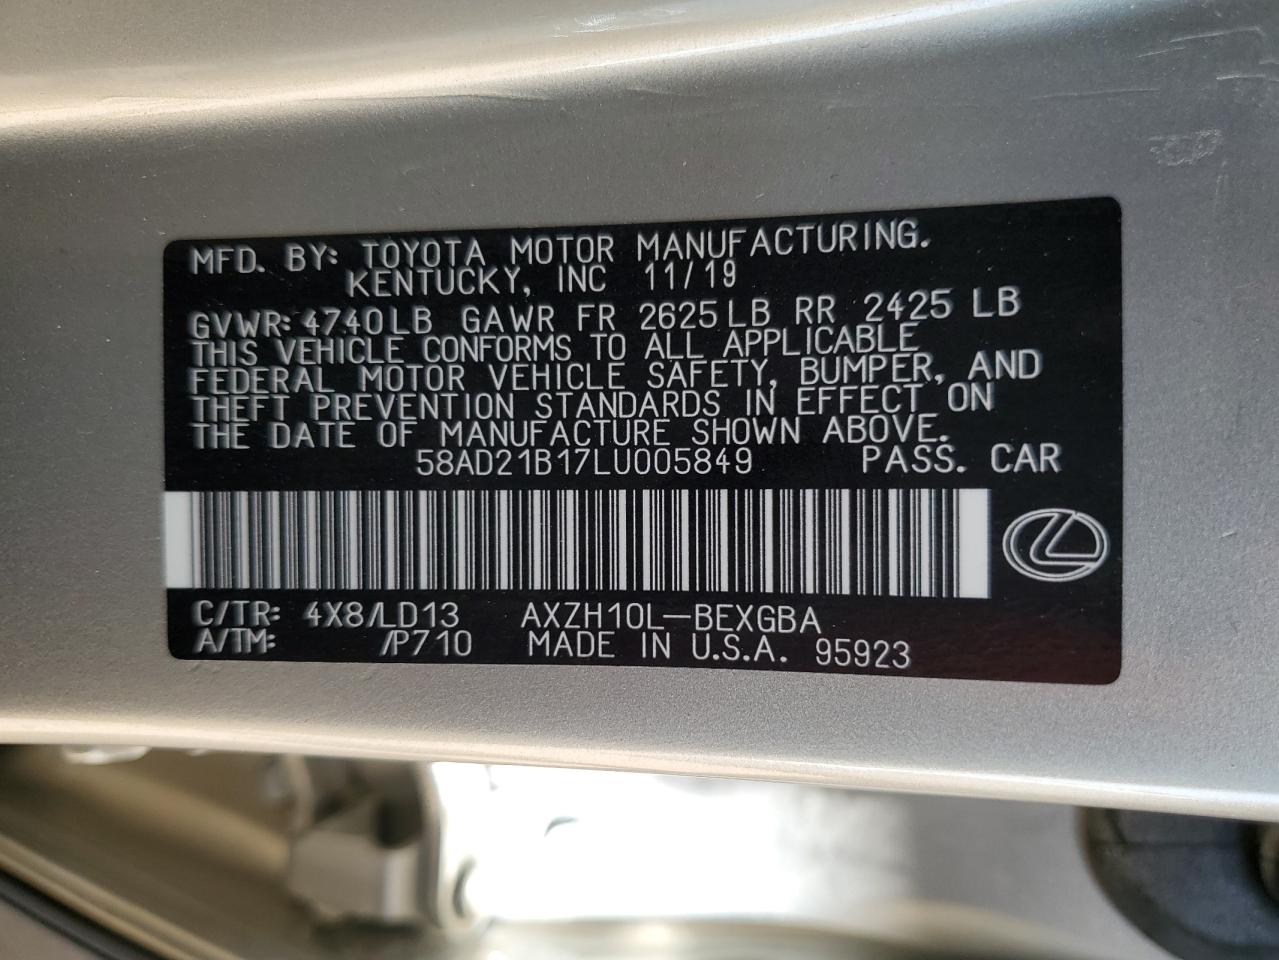 MFD. BY: TOYOTA MOTOR MANUFACTURING.
KENTUCKY, INC 11/19
GVWR: 4740LB GAWR FR 2625LB RR 2425 LB
THIS VEHICLE CONFORMS TO ALL APPLICABLE
FEDERAL MOTOR VEHICLE SAFETY, BUMPER, AND
THEFT PREVENTION STANDARDS IN EFFECT ON
THE DATE OF MANUFACTURE SHOWN ABOVE.
58AD21B17LU005849 PASS. CAR
C/TR: 4X8/LD13 AXZH10L-BEXGBA
A/TM: /P710 MADE IN U.S.A. 95923